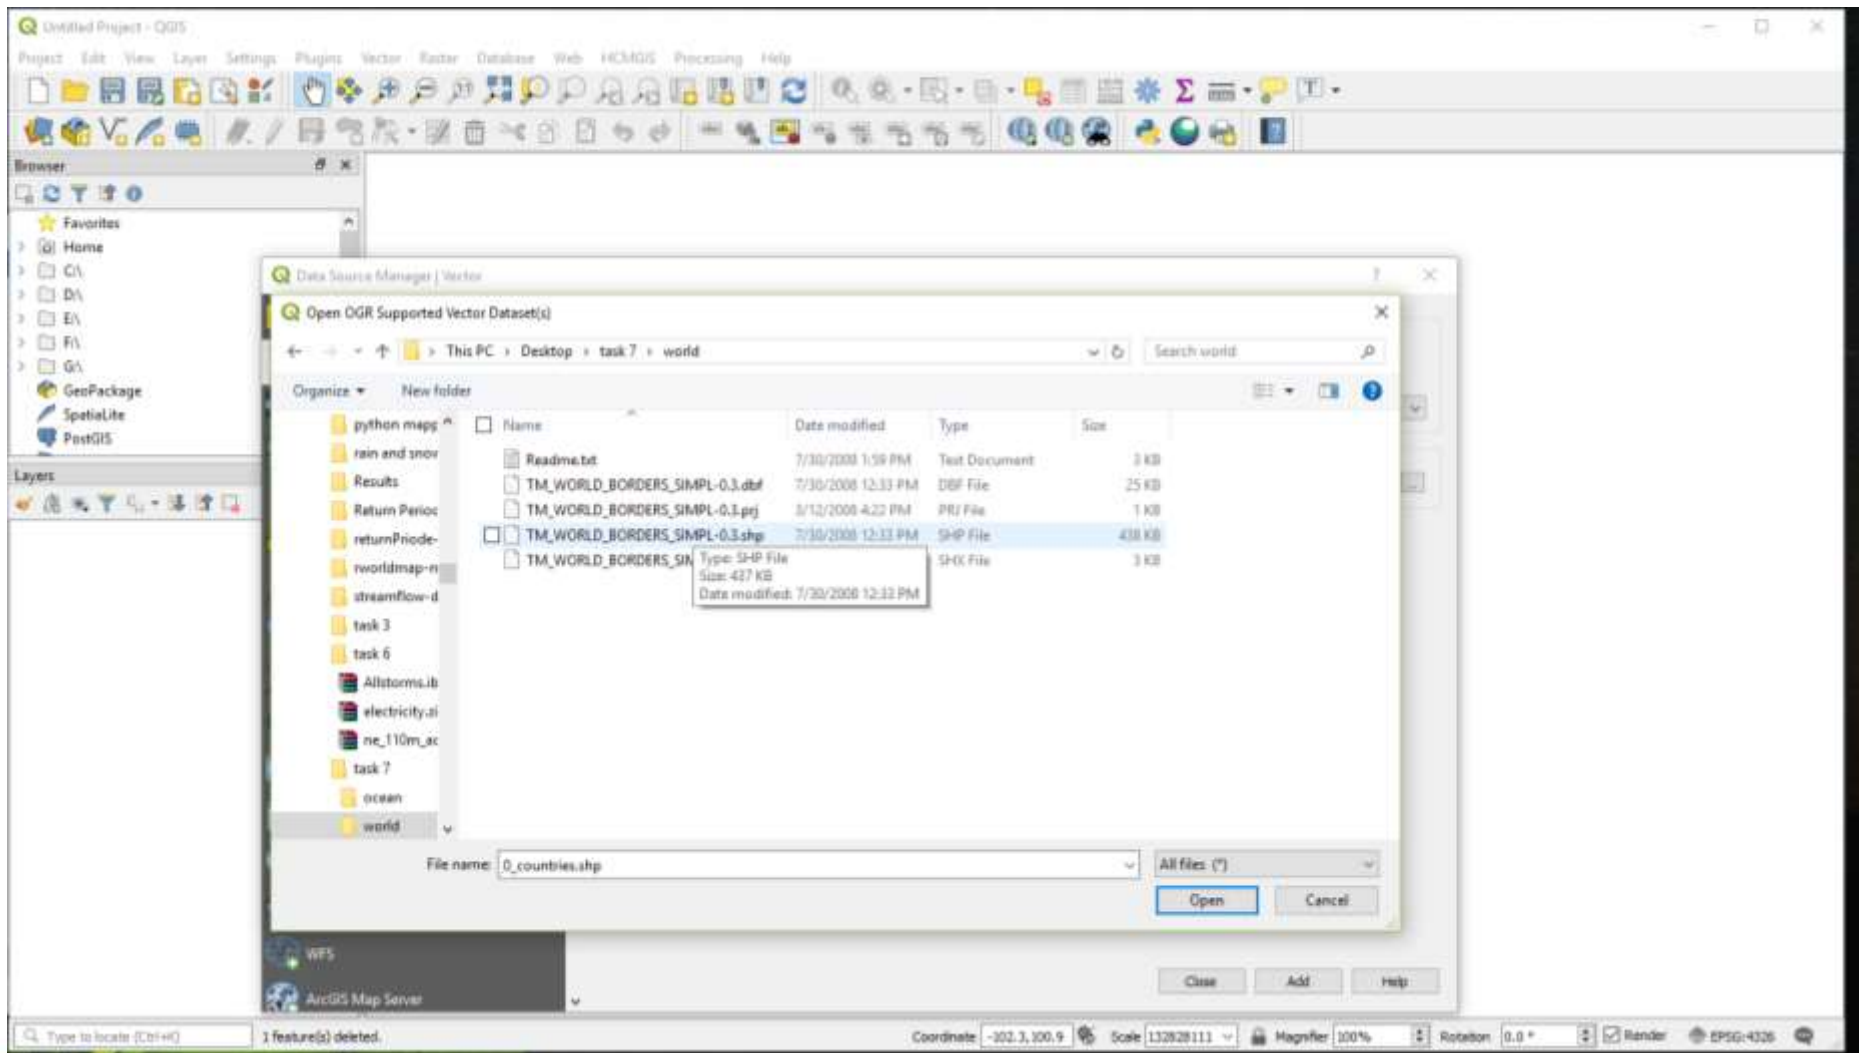 Untitled Project - QGIS
Project Edit View Layer Settings Plugins Vector Raster Database Web HCMGIS Processing Help
Browser
Favorites
Home
C:\
D:\
E:\
F:\
G:\
GeoPackage
SpatiaLite
PostGIS
Layers
Data Source Manager | Vector
Open OGR Supported Vector Dataset(s)
This PC > Desktop > task 7 > world
Search world
Organize
New folder
python mapp
rain and snow
Results
Return Perioc
returnPriode-
rworldmap-n
streamflow-d
task 3
task 6
Allstorms.ib
electricity.zi
ne_110m_ac
task 7
ocean
world
Name Date modified Type Size
Readme.txt 7/30/2008 1:59 PM Text Document 3 KB
TM_WORLD_BORDERS_SIMPL-0.3.dbf 7/30/2008 12:33 PM DBF File 25 KB
TM_WORLD_BORDERS_SIMPL-0.3.prj 3/12/2008 4:22 PM PRJ File 1 KB
TM_WORLD_BORDERS_SIMPL-0.3.shp 7/30/2008 12:33 PM SHP File 438 KB
TM_WORLD_BORDERS_SIM SHX File 3 KB
Type: SHP File
Size: 437 KB
Date modified: 7/30/2008 12:33 PM
File name: 0_countries.shp
All files (*)
Open Cancel
WFS
ArcGIS Map Server
Close Add Help
Type to locate (Ctrl+K) 1 feature(s) deleted. Coordinate -102.3,100.9 Scale 132828111 Magnifier 100% Rotation 0.0 ° Render EPSG:4326